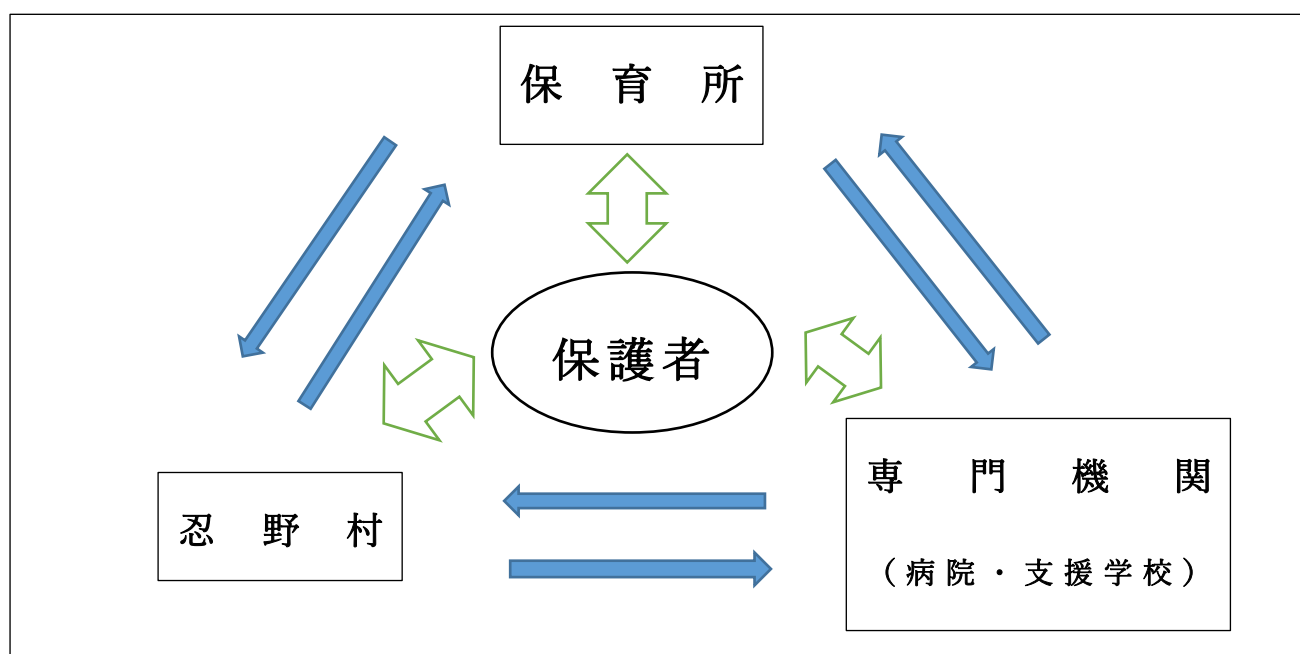 保育所
保護者
忍野村
専門機関
(病院・支援学校)